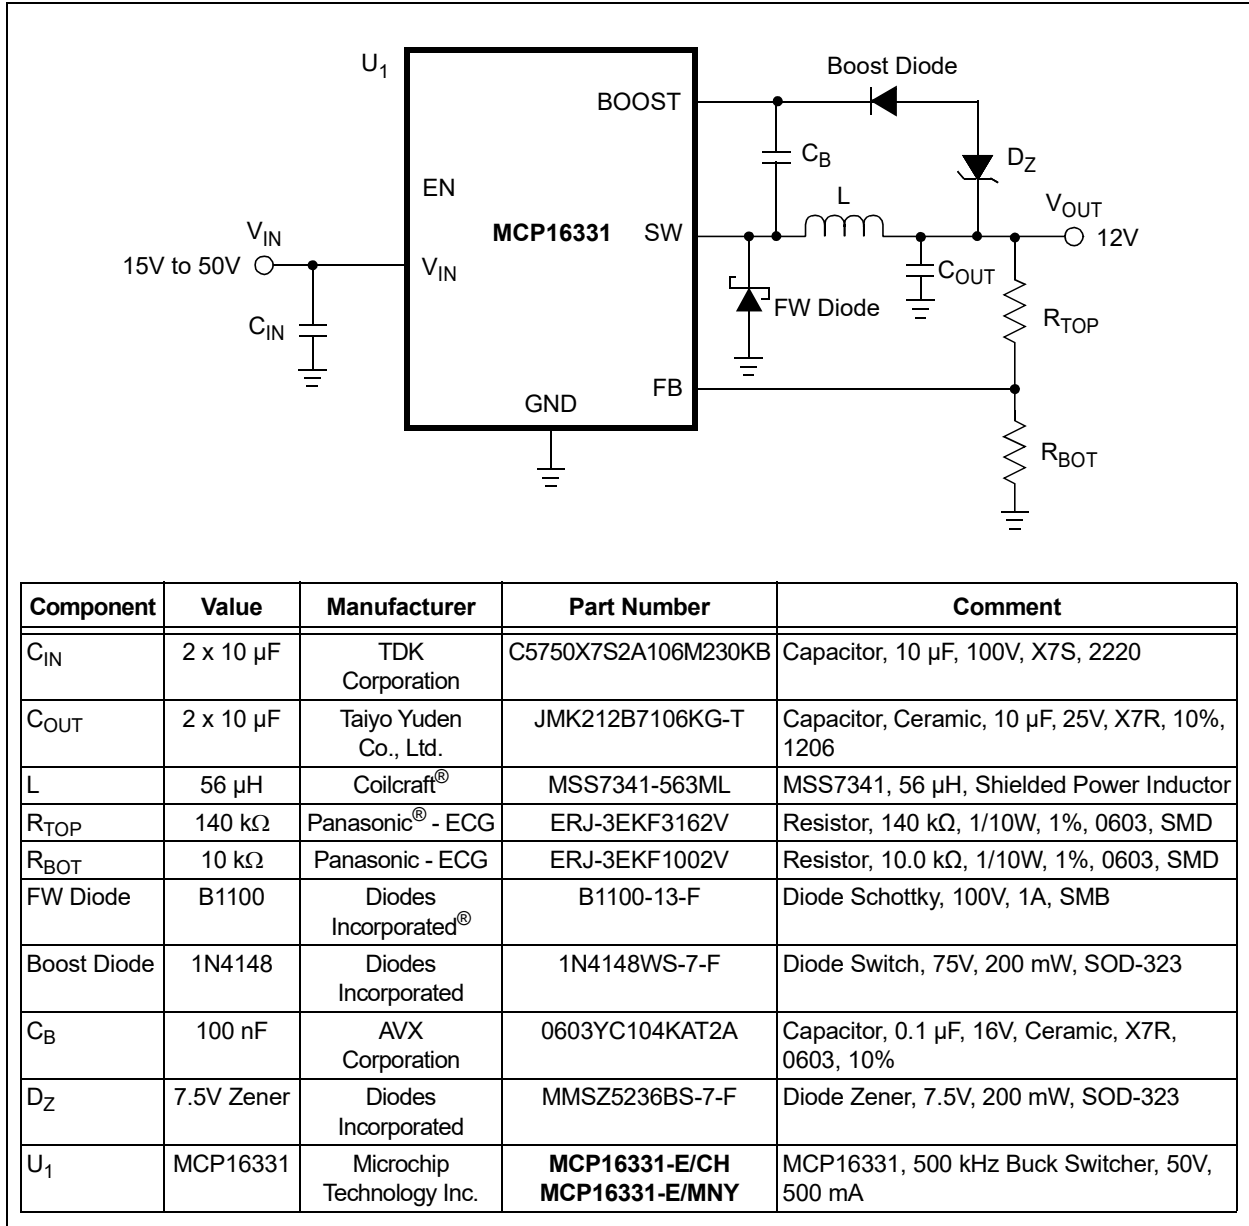 U1
BOOST
Boost Diode
CB
DZ
EN
L
VOUT
MCP16331
SW
12V
VIN
15V to 50V
VIN
COUT
FW Diode
CIN
RTOP
FB
GND
RBOT
Component Value Manufacturer Part Number Comment
CIN 2 x 10 µF TDK Corporation C5750X7S2A106M230KB Capacitor, 10 µF, 100V, X7S, 2220
COUT 2 x 10 µF Taiyo Yuden Co., Ltd. JMK212B7106KG-T Capacitor, Ceramic, 10 µF, 25V, X7R, 10%, 1206
L 56 µH Coilcraft® MSS7341-563ML MSS7341, 56 µH, Shielded Power Inductor
RTOP 140 kΩ Panasonic® - ECG ERJ-3EKF3162V Resistor, 140 kΩ, 1/10W, 1%, 0603, SMD
RBOT 10 kΩ Panasonic - ECG ERJ-3EKF1002V Resistor, 10.0 kΩ, 1/10W, 1%, 0603, SMD
FW Diode B1100 Diodes Incorporated® B1100-13-F Diode Schottky, 100V, 1A, SMB
Boost Diode 1N4148 Diodes Incorporated 1N4148WS-7-F Diode Switch, 75V, 200 mW, SOD-323
CB 100 nF AVX Corporation 0603YC104KAT2A Capacitor, 0.1 µF, 16V, Ceramic, X7R, 0603, 10%
DZ 7.5V Zener Diodes Incorporated MMSZ5236BS-7-F Diode Zener, 7.5V, 200 mW, SOD-323
U1 MCP16331 Microchip Technology Inc. MCP16331-E/CH MCP16331-E/MNY MCP16331, 500 kHz Buck Switcher, 50V, 500 mA